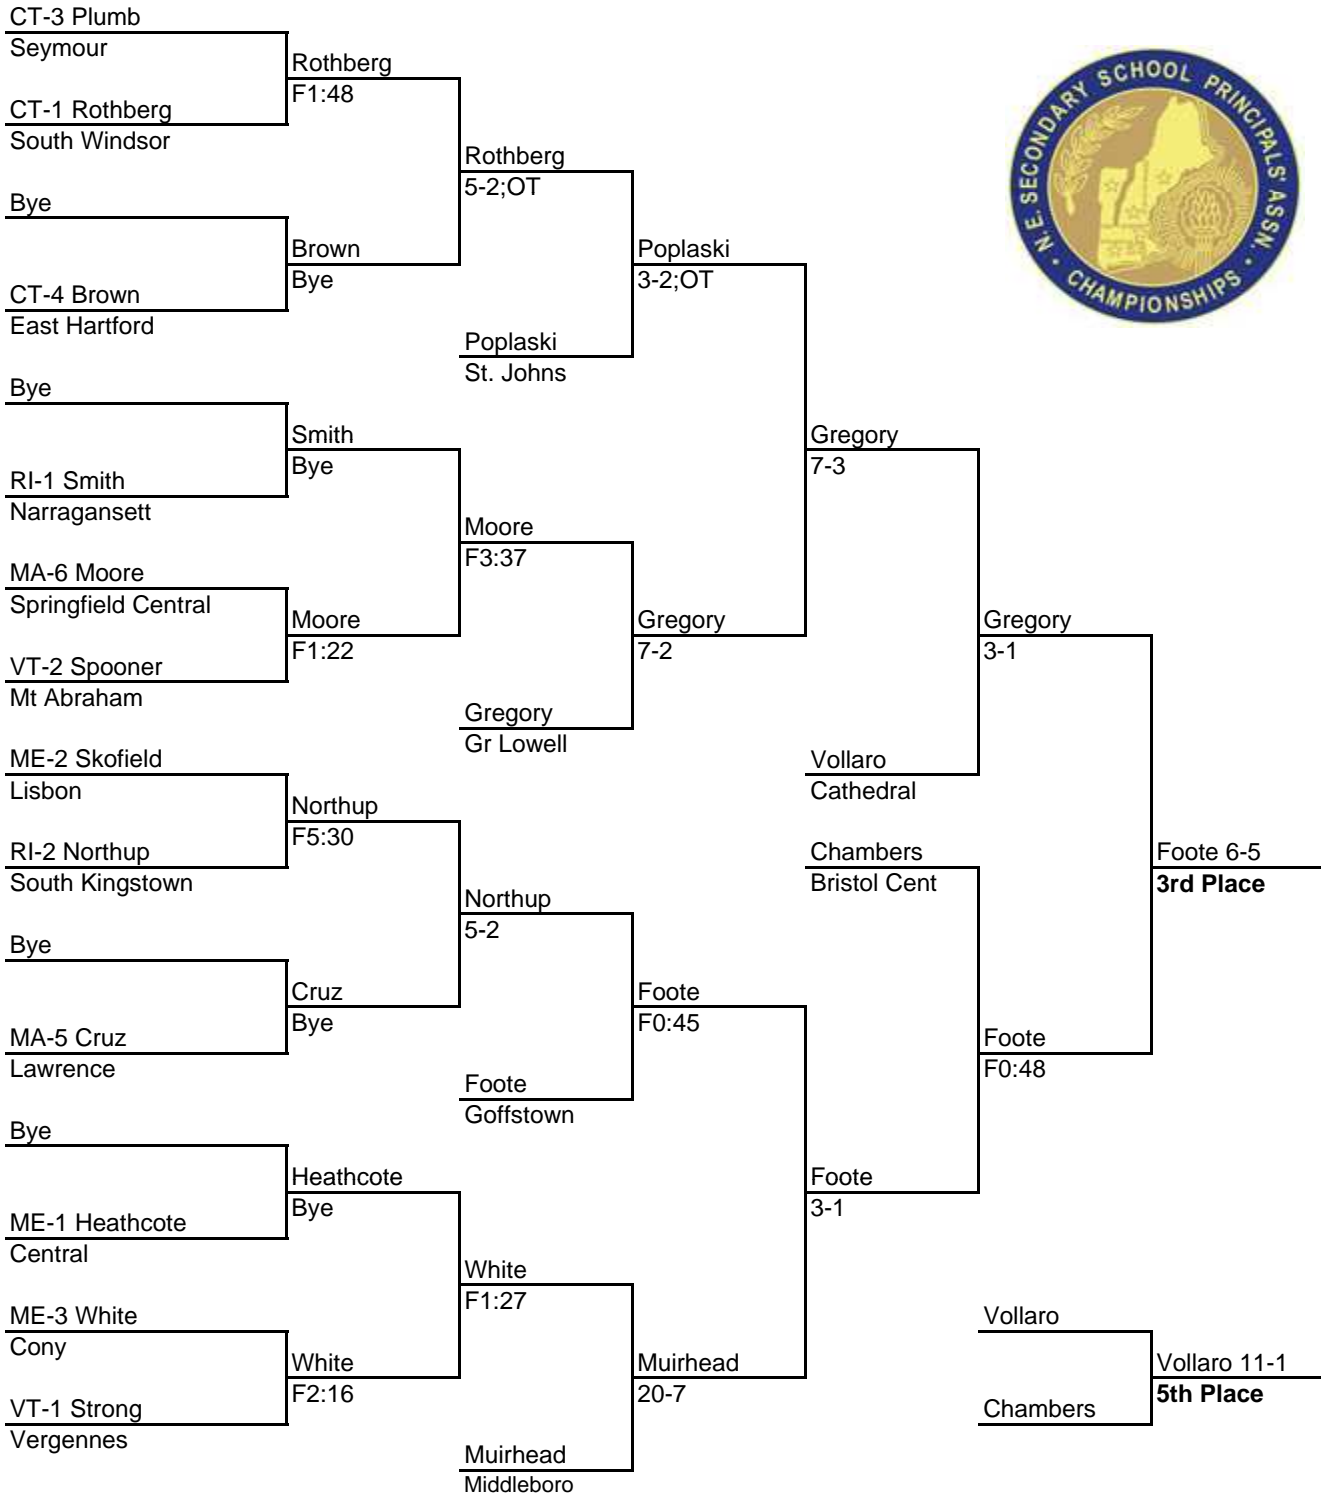 CT-3 Plumb
Seymour
Rothberg
F1:48
CT-1 Rothberg
South Windsor
Rothberg
5-2;OT
Bye
Brown
Bye
CT-4 Brown
East Hartford
Poplaski
3-2;OT
Poplaski
St. Johns
Bye
Smith
Bye
RI-1 Smith
Narragansett
Moore
F3:37
MA-6 Moore
Springfield Central
Moore
F1:22
VT-2 Spooner
Mt Abraham
Gregory
7-2
Gregory
Gr Lowell
Gregory
7-3
Gregory
3-1
Vollaro
Cathedral
ME-2 Skofield
Lisbon
Northup
F5:30
RI-2 Northup
South Kingstown
Northup
5-2
Bye
Cruz
Bye
MA-5 Cruz
Lawrence
Foote
F0:45
Foote
Goffstown
Chambers
Bristol Cent
Foote 6-5
3rd Place
Foote
F0:48
Bye
Heathcote
Bye
ME-1 Heathcote
Central
White
F1:27
ME-3 White
Cony
White
F2:16
VT-1 Strong
Vergennes
Muirhead
20-7
Muirhead
Middleboro
Foote
3-1
Vollaro
Vollaro 11-1
5th Place
Chambers
N.E. SECONDARY SCHOOL PRINCIPALS' ASSN.
• CHAMPIONSHIPS •